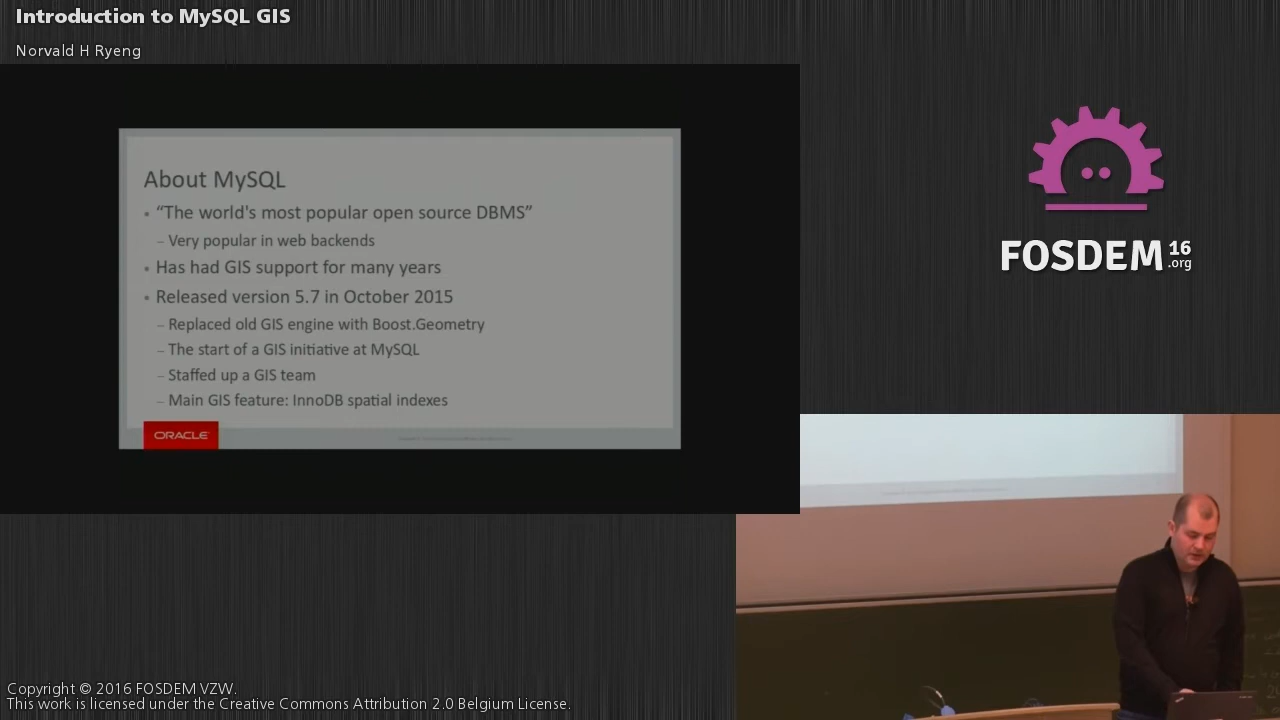 Introduction to MySQL GIS
Norvald H Ryeng
About MySQL
▪ “The world's most popular open source DBMS”
– Very popular in web backends
▪ Has had GIS support for many years
▪ Released version 5.7 in October 2015
– Replaced old GIS engine with Boost.Geometry
– The start of a GIS initiative at MySQL
– Staffed up a GIS team
– Main GIS feature: InnoDB spatial indexes
ORACLE
FOSDEM 16
.org
Copyright © 2016 FOSDEM VZW.
This work is licensed under the Creative Commons Attribution 2.0 Belgium License.